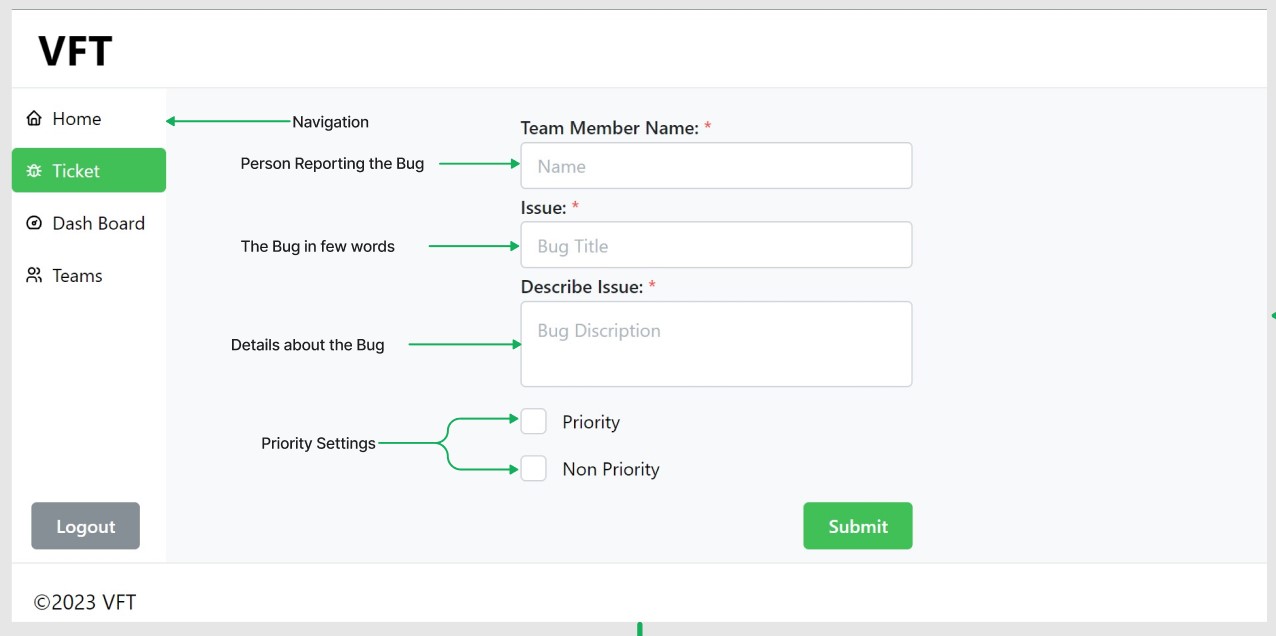 VFT
Home
Navigation
Team Member Name: *
Person Reporting the Bug
Name
Ticket
Issue: *
Dash Board
The Bug in few words
Bug Title
Teams
Describe Issue: *
Bug Discription
Details about the Bug
Priority
Priority Settings
Non Priority
Logout
Submit
©2023 VFT